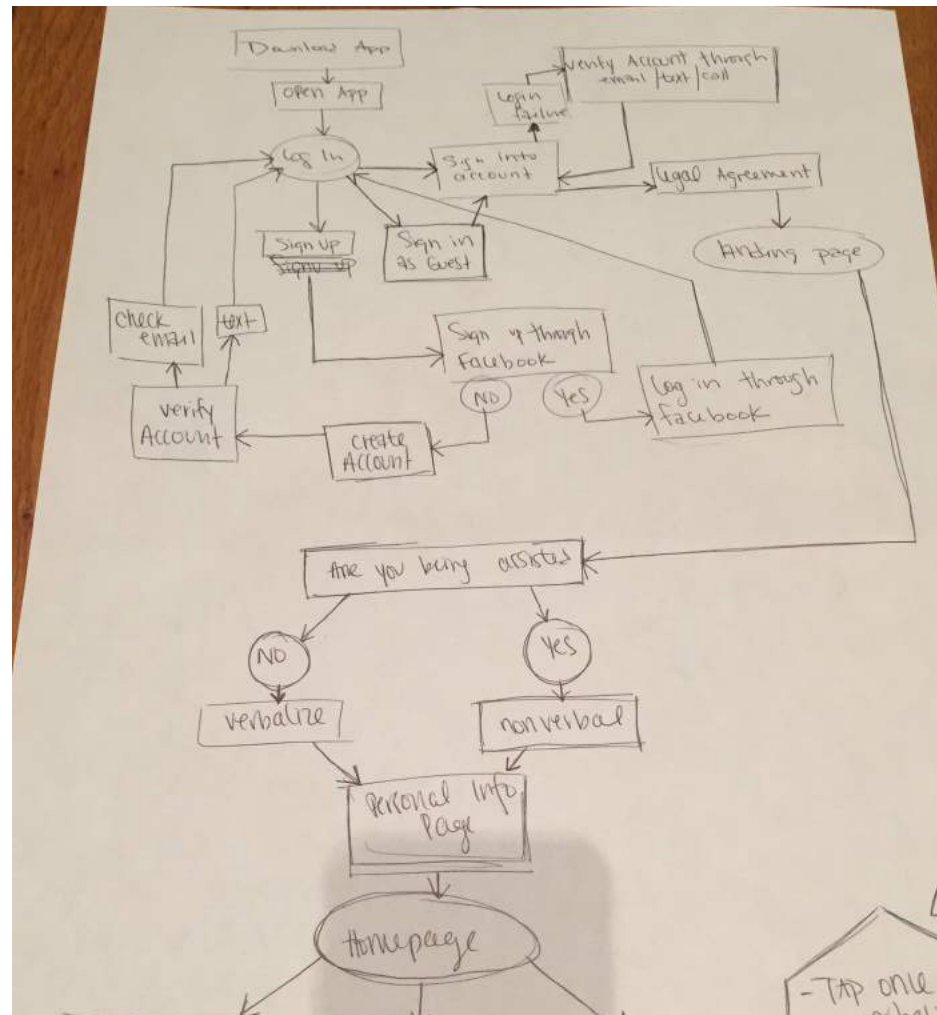 Download App
open App
Log In
Login
failure
verify Account through
email/text/call
Sign into
account
Legal Agreement
landing page
Sign up
Sign up
Sign in
as Guest
check
email
text
verify
Account
create
Account
Sign up through
Facebook
NO
Yes
Log in through
facebook
Are you being assisted
NO
Yes
verbalize
nonverbal
Personal Info
Page
Homepage
- TAP once